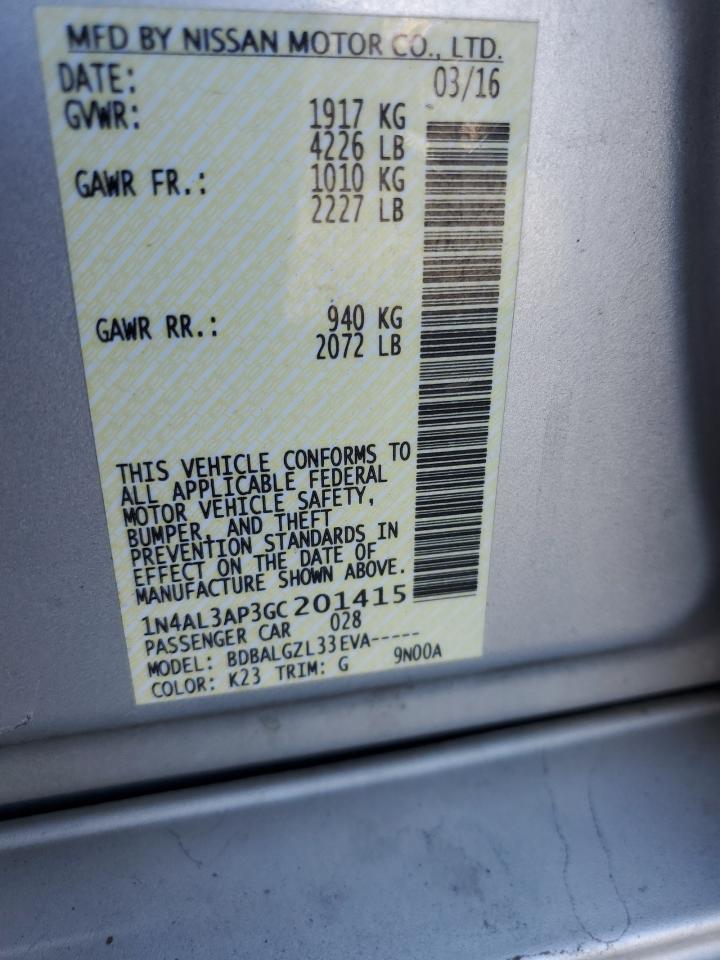 MFD BY NISSAN MOTOR CO., LTD.
DATE: 03/16
GVWR: 1917 KG
4226 LB
GAWR FR.: 1010 KG
2227 LB
GAWR RR.: 940 KG
2072 LB
THIS VEHICLE CONFORMS TO
ALL APPLICABLE FEDERAL
MOTOR VEHICLE SAFETY,
BUMPER, AND THEFT
PREVENTION STANDARDS IN
EFFECT ON THE DATE OF
MANUFACTURE SHOWN ABOVE.
1N4AL3AP3GC201415
PASSENGER CAR 028
MODEL: BDBALGZL33EVA-----
COLOR: K23 TRIM: G 9N00A